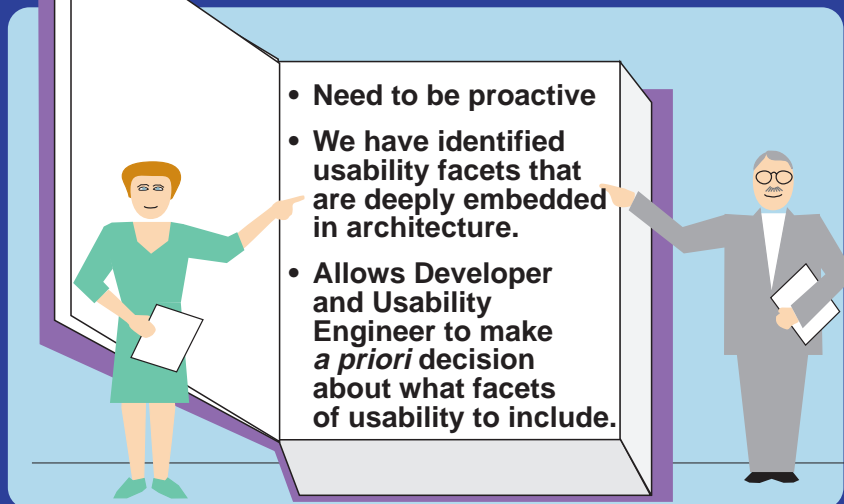 • Need to be proactive
• We have identified
usability facets that
are deeply embedded
in architecture.
• Allows Developer
and Usability
Engineer to make
a priori decision
about what facets
of usability to include.